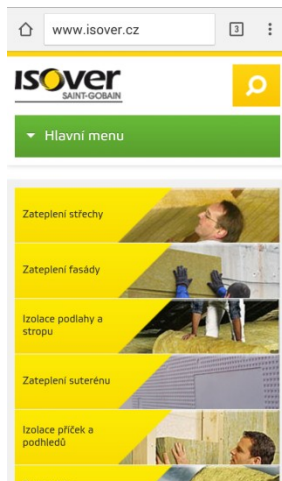 www.isover.cz
3
isover
SAINT-GOBAIN
Hlavní menu
Zateplení střechy
Zateplení fasády
Izolace podlahy a
stropu
Zateplení suterénu
Izolace příček a
podhledů